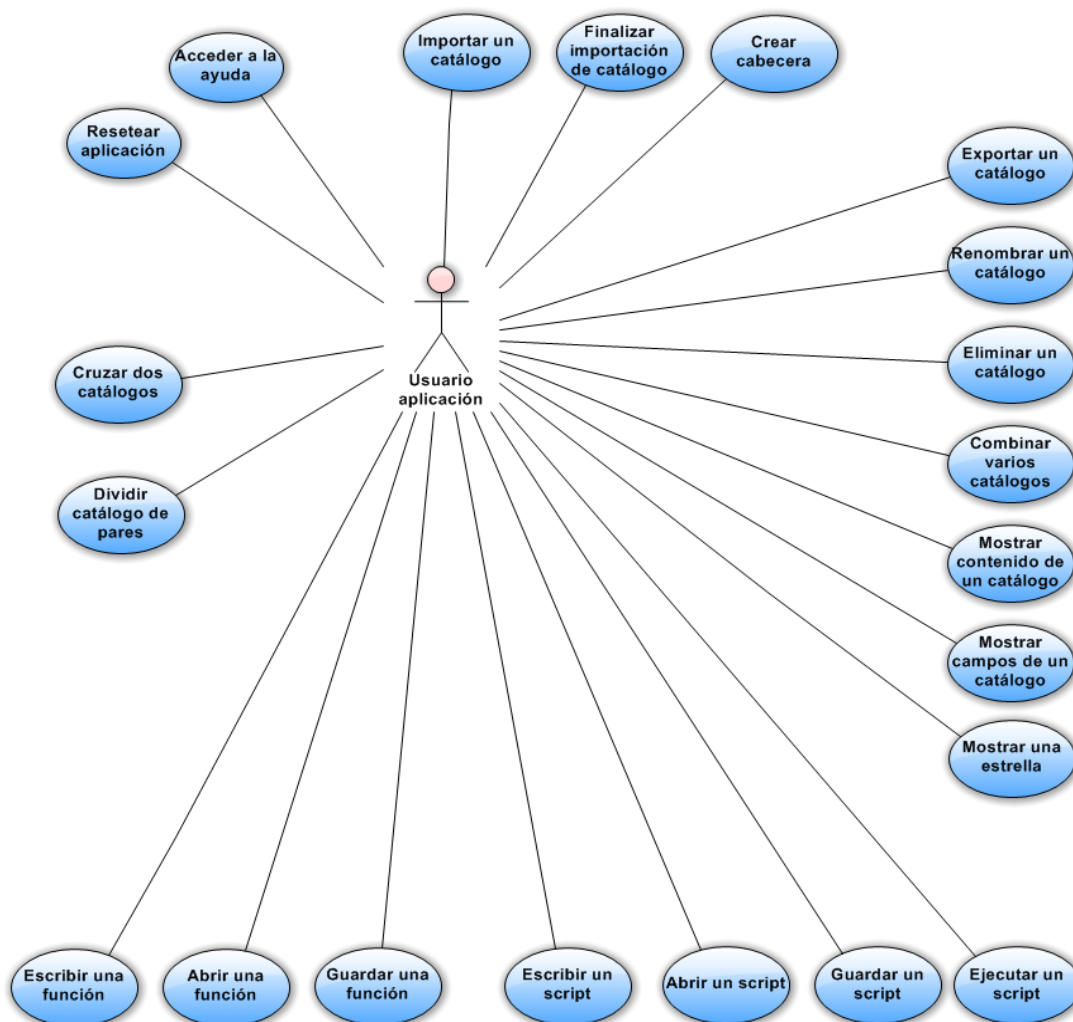 Acceder a la
ayuda
Importar un
catálogo
Finalizar
importación
de catálogo
Crear
cabecera
Resetear
aplicación
Exportar un
catálogo
Renombrar un
catálogo
Eliminar un
catálogo
Cruzar dos
catálogos
Usuario
aplicación
Combinar
varios
catálogos
Dividir
catálogo de
pares
Mostrar
contenido de
un catálogo
Mostrar
campos de un
catálogo
Mostrar una
estrella
Escribir una
función
Abrir una
función
Guardar una
función
Escribir un
script
Abrir un script
Guardar un
script
Ejecutar un
script